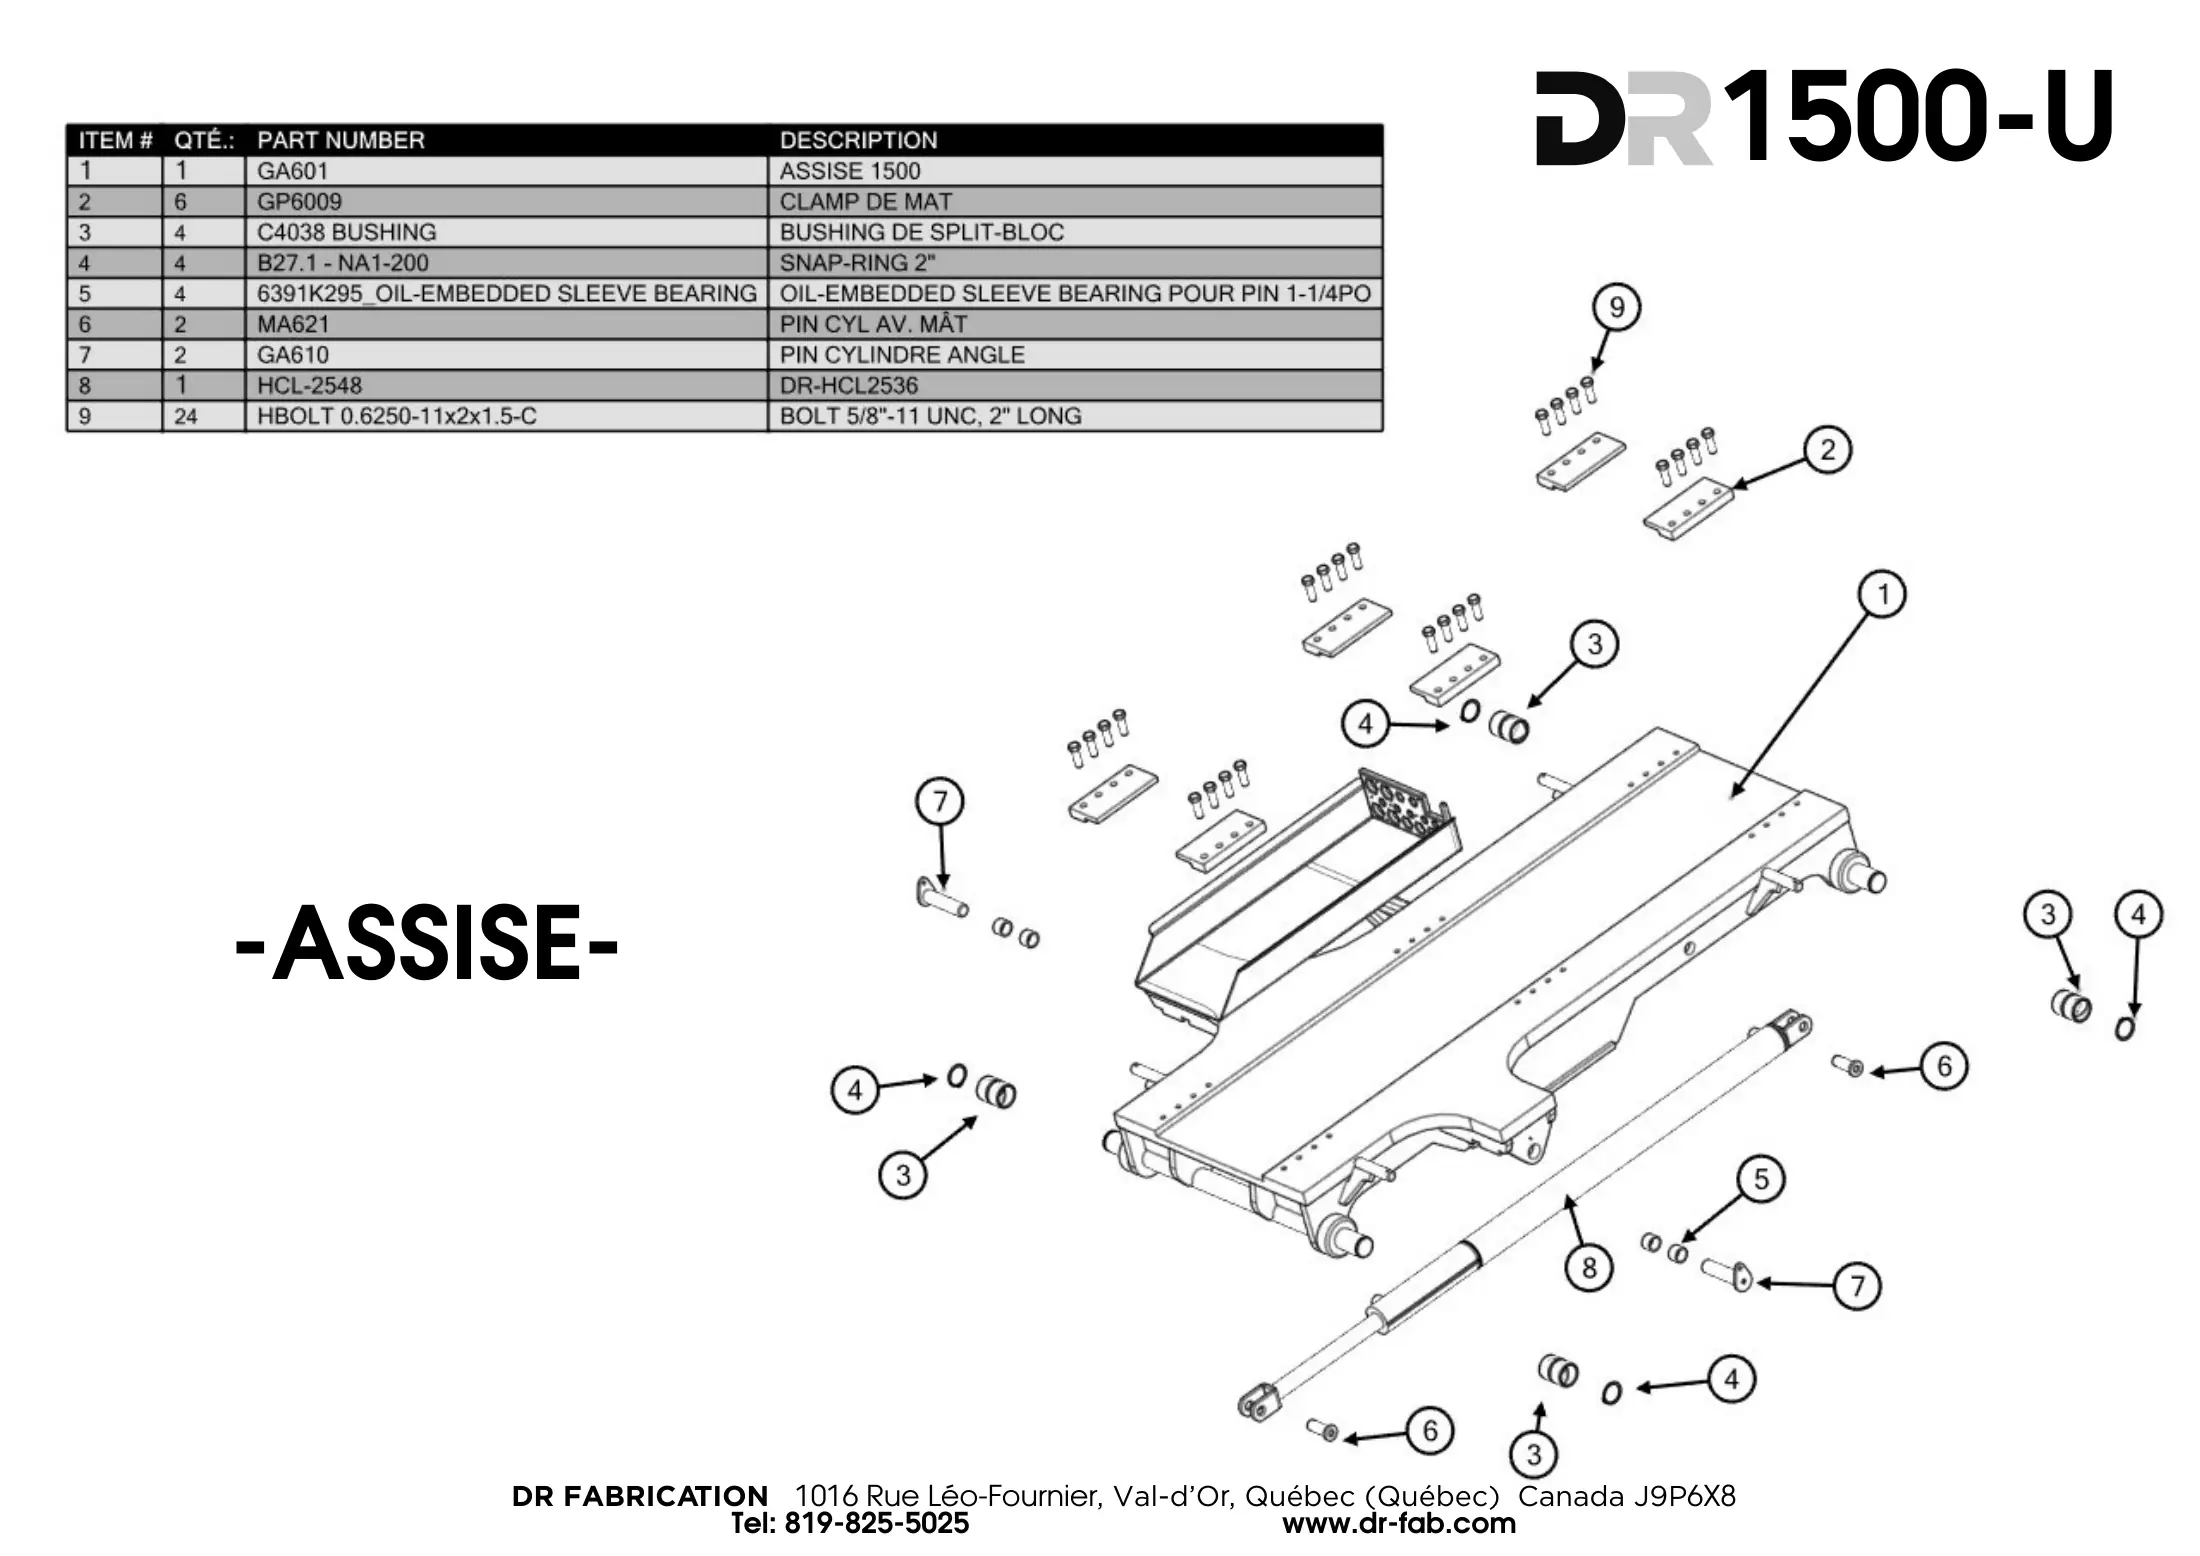 DR1500-U
ITEM # QTÉ.: PART NUMBER DESCRIPTION
1 1 GA601 ASSISE 1500
2 6 GP6009 CLAMP DE MAT
3 4 C4038 BUSHING BUSHING DE SPLIT-BLOC
4 4 B27.1 - NA1-200 SNAP-RING 2"
5 4 6391K295_OIL-EMBEDDED SLEEVE BEARING OIL-EMBEDDED SLEEVE BEARING POUR PIN 1-1/4PO
6 2 MA621 PIN CYL AV. MÂT
7 2 GA610 PIN CYLINDRE ANGLE
8 1 HCL-2548 DR-HCL2536
9 24 HBOLT 0.6250-11x2x1.5-C BOLT 5/8"-11 UNC, 2" LONG
9
2
1
3
4
7
3 4
-ASSISE-
6
4
3
5
8
7
4
6
3
DR FABRICATION 1016 Rue Léo-Fournier, Val-d'Or, Québec (Québec) Canada J9P6X8
Tel: 819-825-5025 www.dr-fab.com